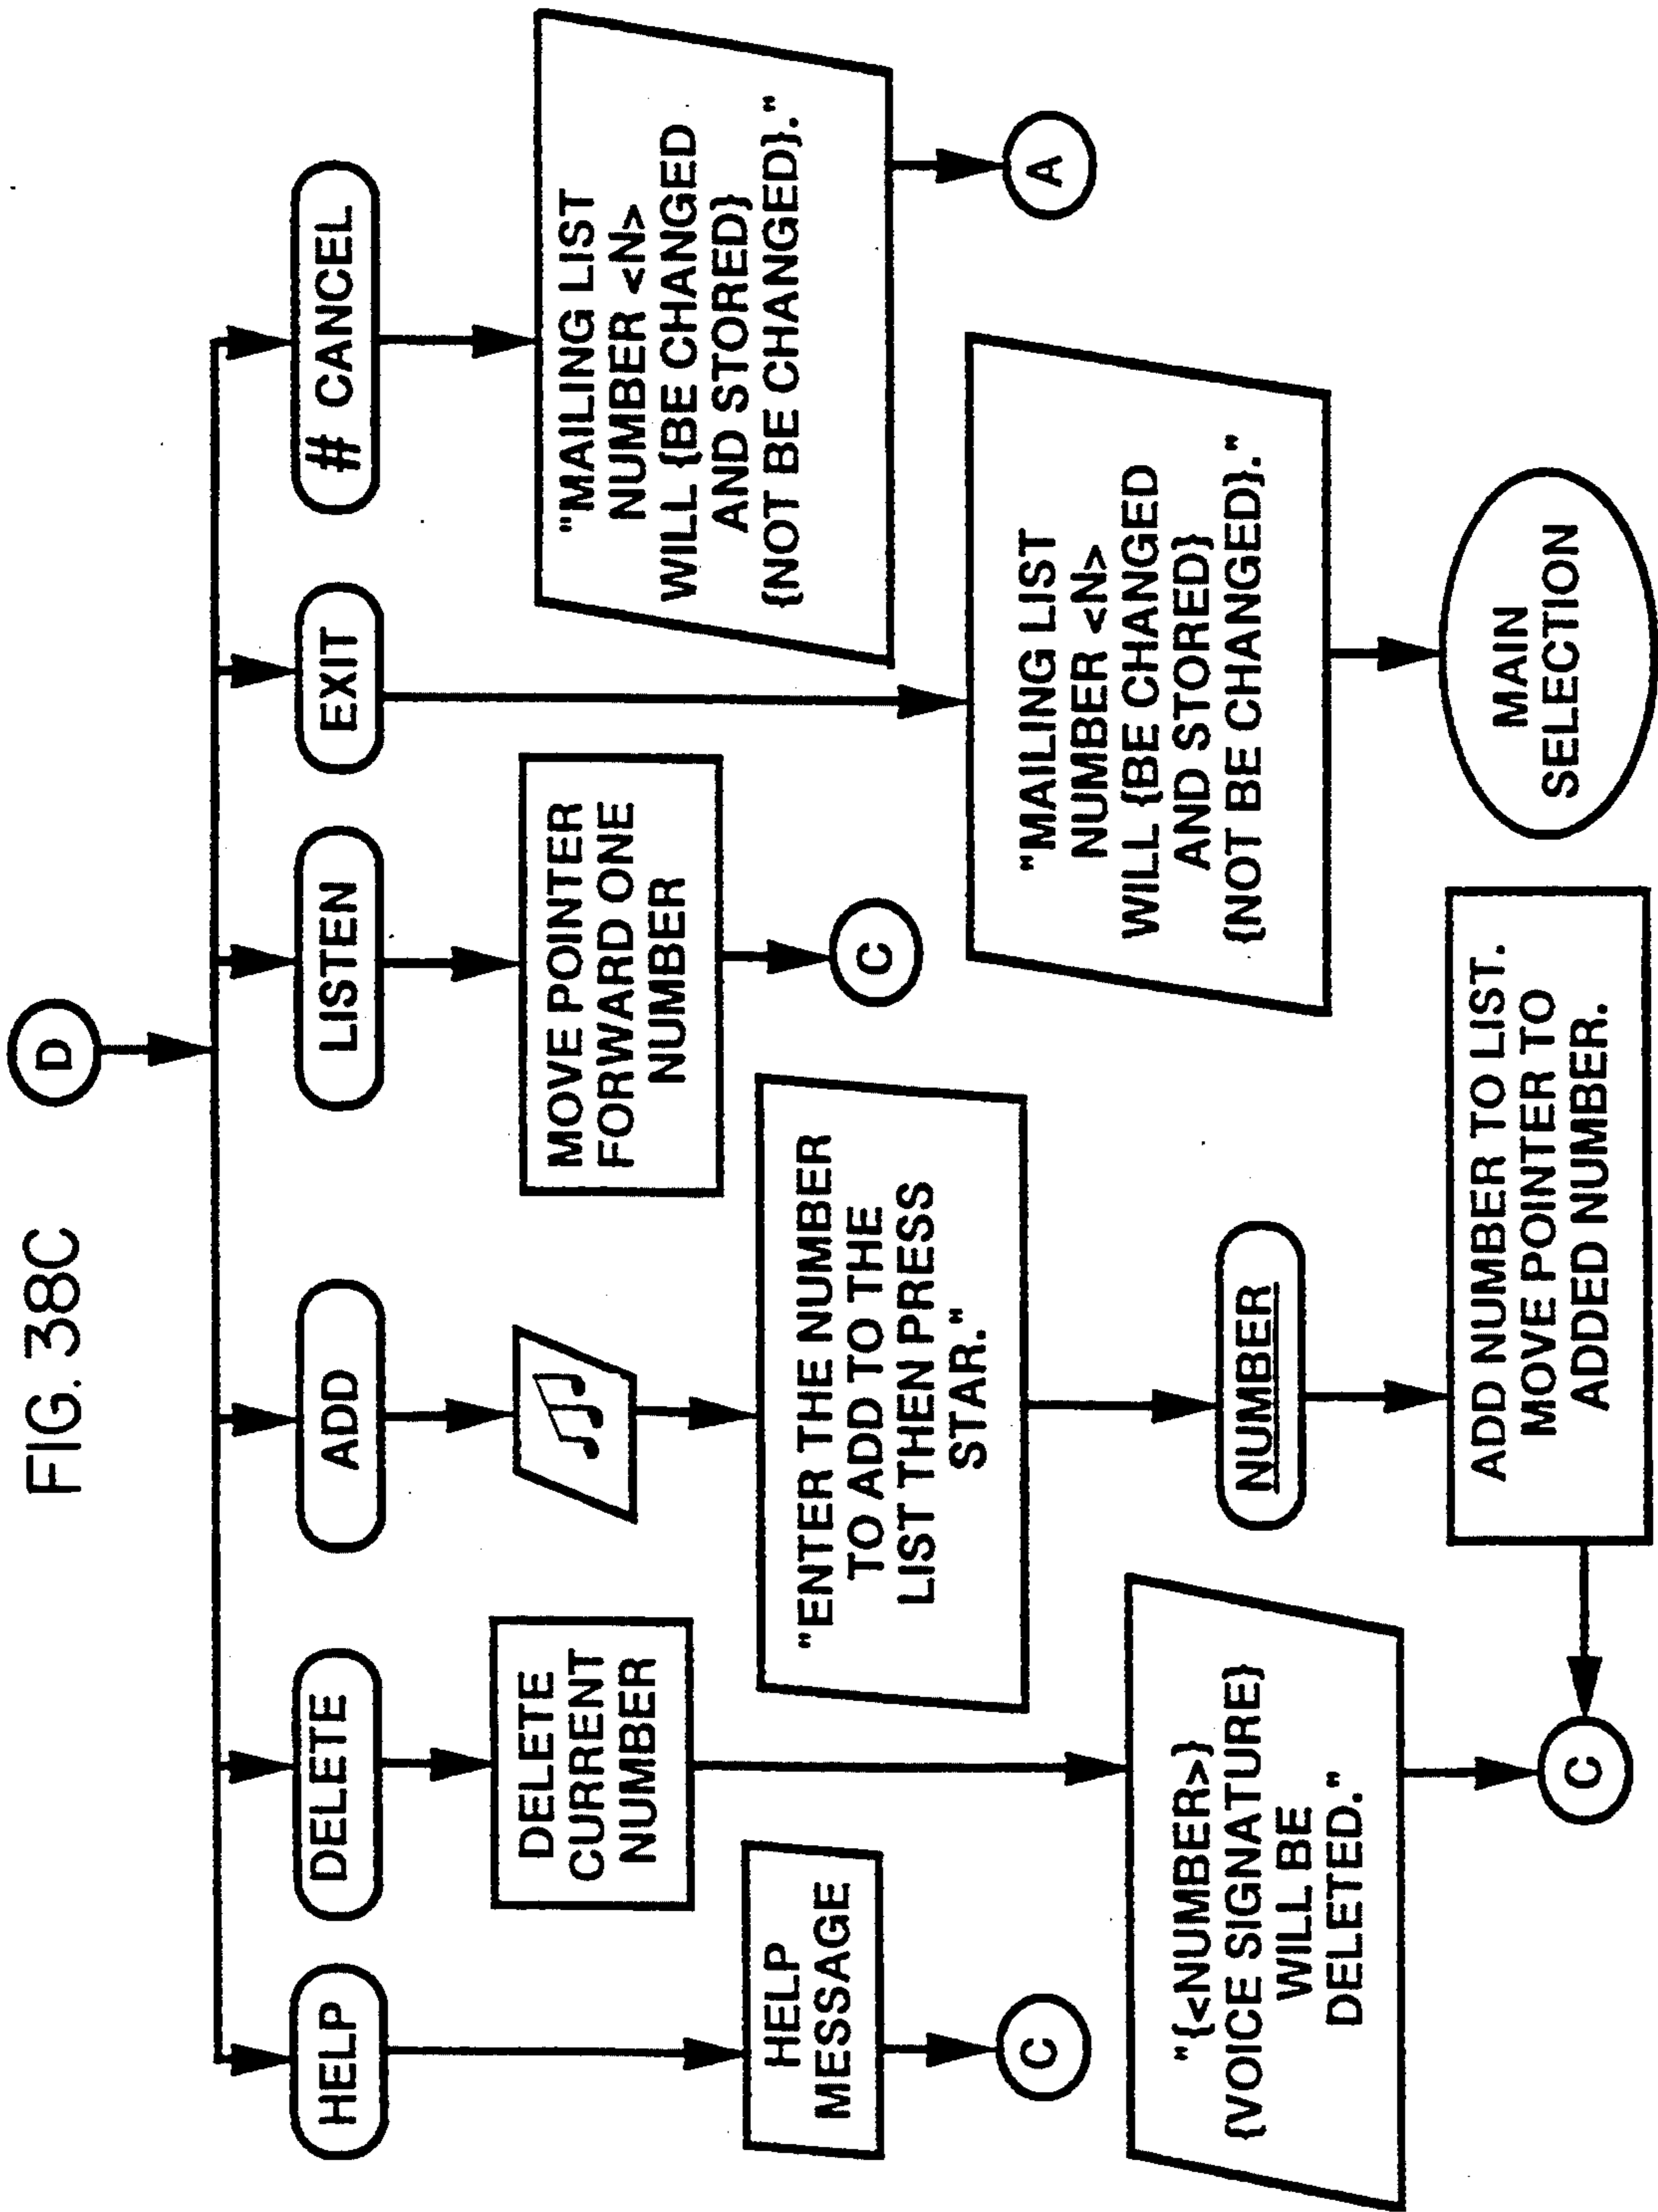 FIG. 38C
D
HELP
HELP
MESSAGE
C
DELETE
DELETE
CURRENT
NUMBER
"{<NUMBER>}
{VOICE SIGNATURE}
WILL BE
DELETED."
C
ADD
"ENTER THE NUMBER
TO ADD TO THE
LIST THEN PRESS
STAR."
NUMBER
ADD NUMBER TO LIST.
MOVE POINTER TO
ADDED NUMBER.
LISTEN
MOVE POINTER
FORWARD ONE
NUMBER
C
EXIT
"MAILING LIST
NUMBER <N>
WILL {BE CHANGED
AND STORED}
{NOT BE CHANGED}."
MAIN
SELECTION
# CANCEL
"MAILING LIST
NUMBER <N>
WILL {BE CHANGED
AND STORED}
{NOT BE CHANGED}."
A